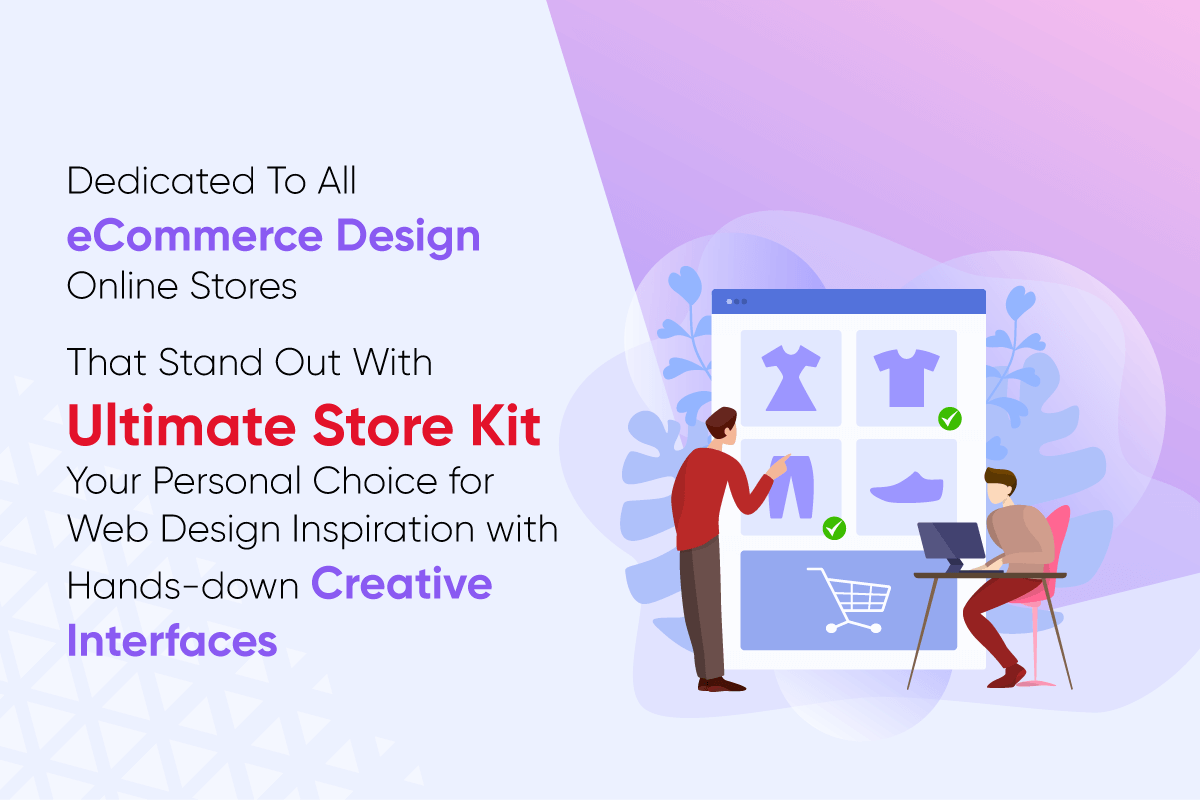 Dedicated To All
eCommerce Design
Online Stores
That Stand Out With
Ultimate Store Kit
Your Personal Choice for
Web Design Inspiration with
Hands-down Creative
Interfaces